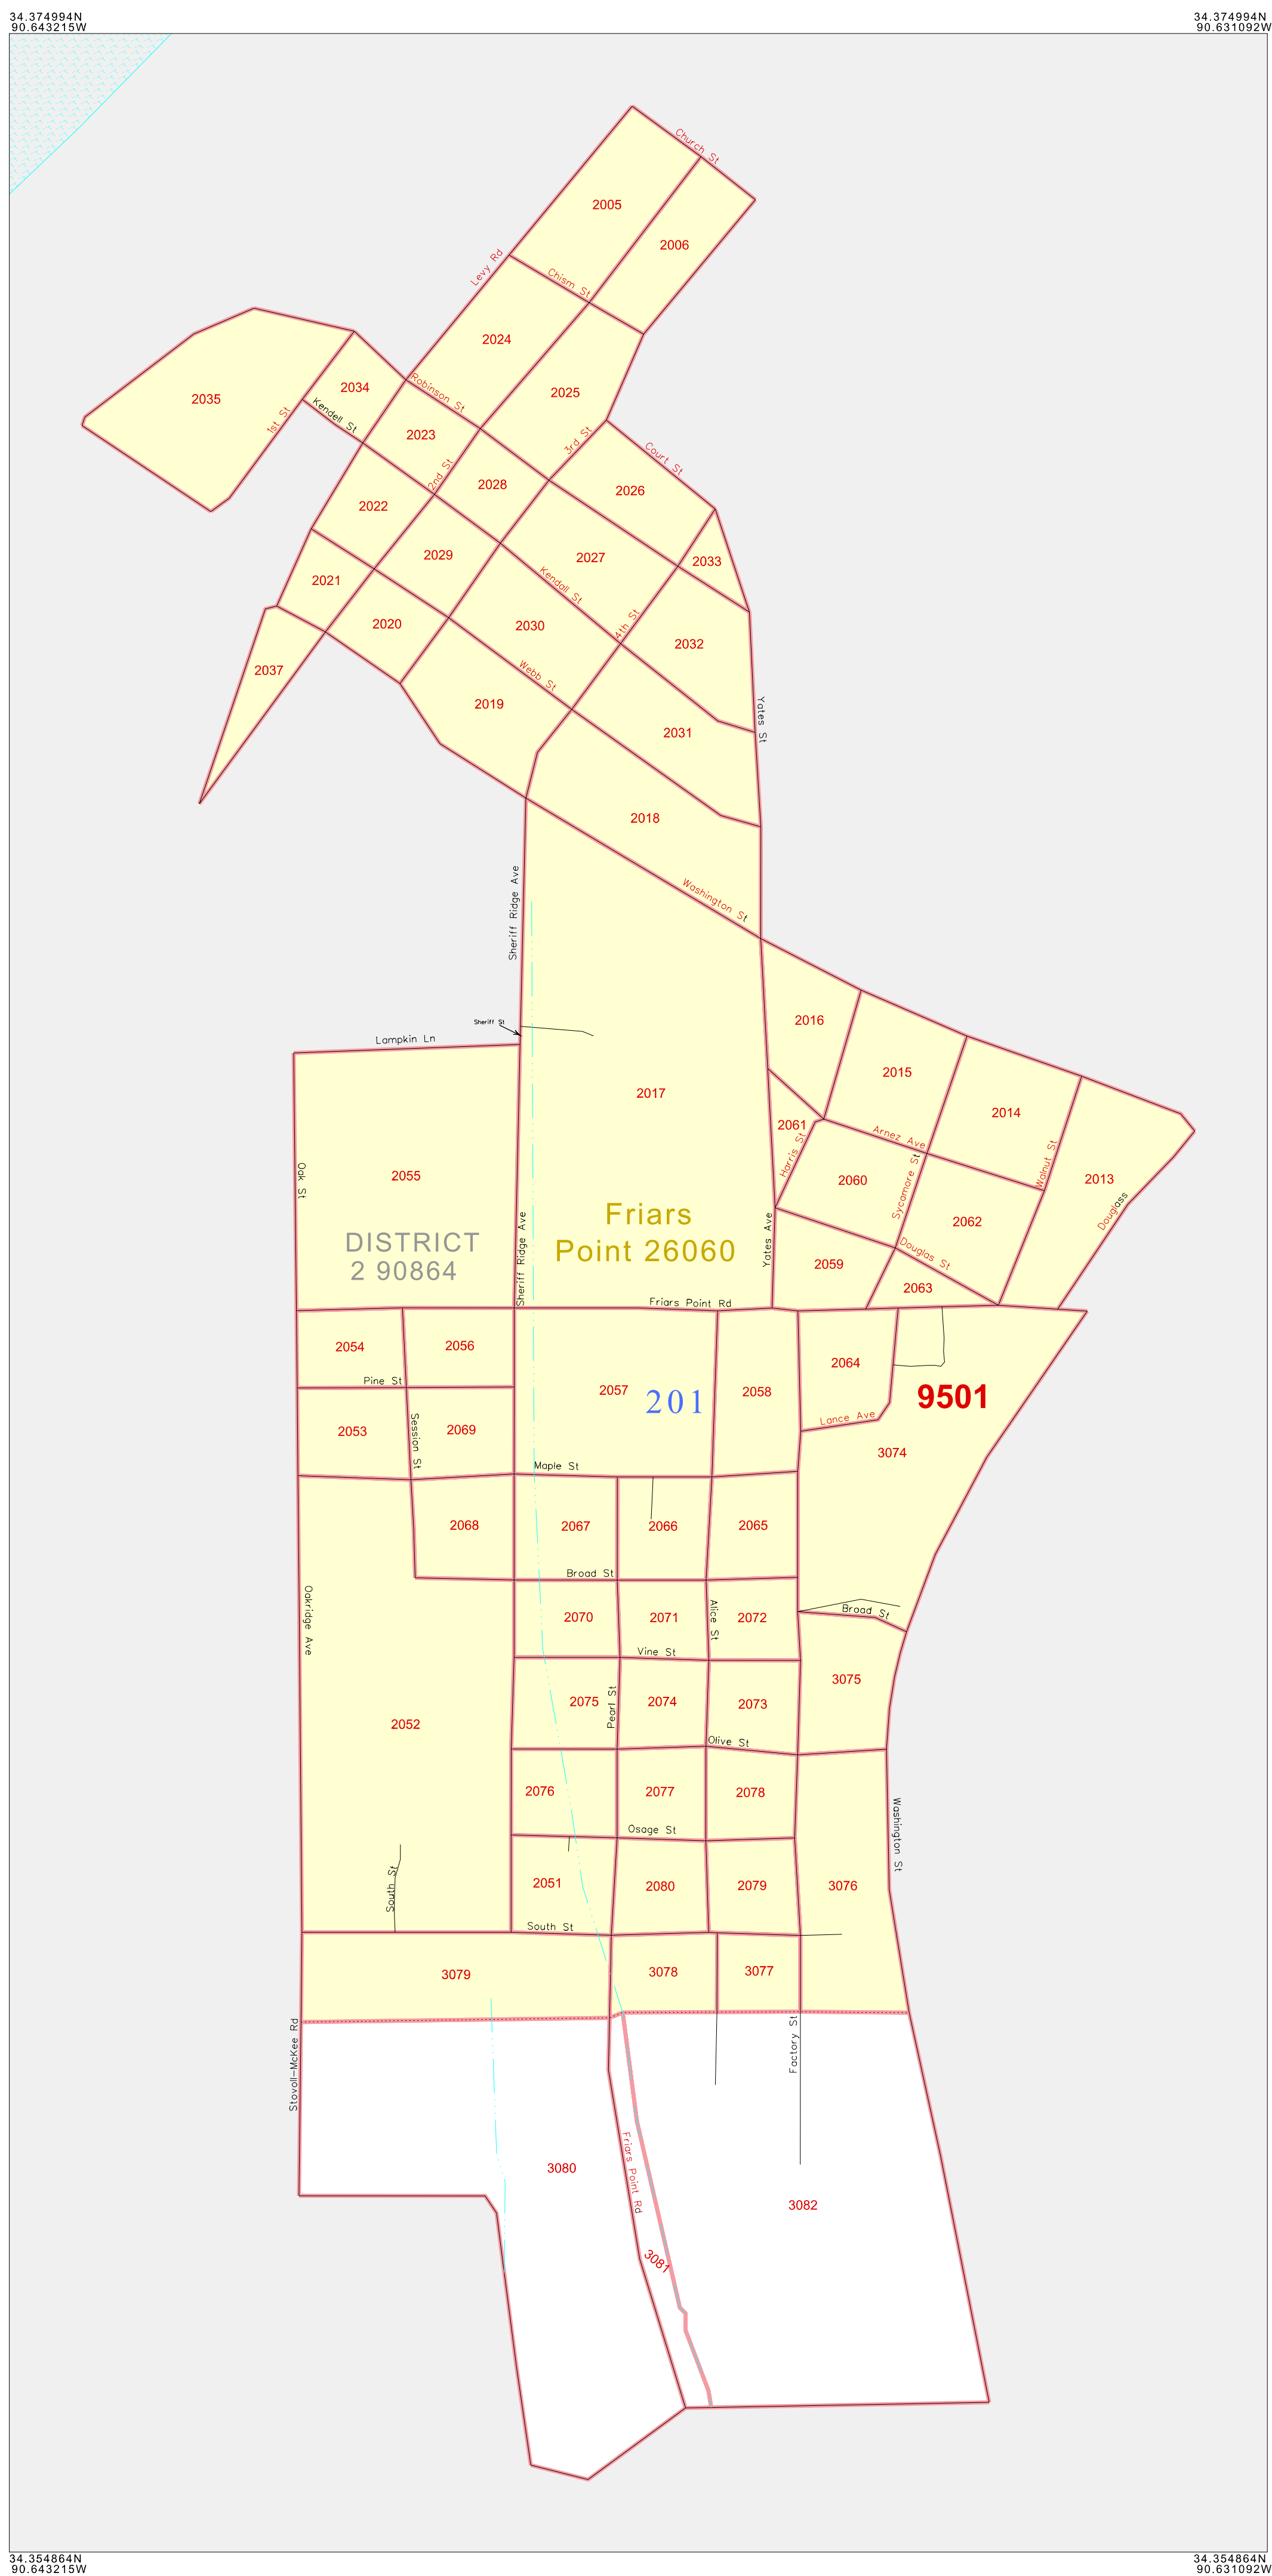 34.374994N
90.643215W
34.374994N
90.631092W
Church St
2005
2006
Levy Rd
Chism St
2024
2025
2035
2034
Robinson St
Kendell St
1st St
2023
3rd St
Court St
2nd St
2028
2026
2022
2029
2027
2033
Kendall St
2021
2020
2030
4th St
2032
2037
Webb St
2019
2031
Yates St
2018
Washington St
Sheriff Ridge Ave
Sheriff St
Lampkin Ln
2016
2015
2017
2014
2061
Arnez Ave
Harris St
Walnut St
Oak St
2055
2060
Sycamore St
2013
Douglass
2062
Friars
Point 26060
DISTRICT
2 90864
Sheriff Ridge Ave
Yates Ave
Douglas St
2059
2063
Friars Point Rd
2054
2056
2064
Pine St
2057
201
2058
9501
Lance Ave
2053
Session St
2069
3074
Maple St
2068
2067
2066
2065
Broad St
Oakridge Ave
2070
2071
Alice St
2072
Broad St
Vine St
3075
2075
Pearl St
2074
2073
2052
Olive St
2076
2077
2078
Osage St
Washington St
South St
2051
2080
2079
3076
South St
3079
3078
3077
Stovoll-McKee Rd
Factory St
Friars Point Rd
3080
3081
3082
34.354864N
90.643215W
34.354864N
90.631092W